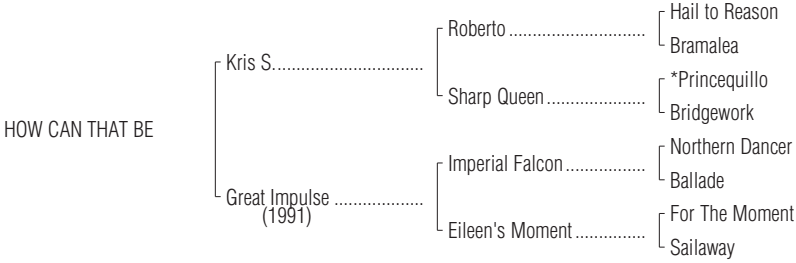 Hail to Reason
Roberto ..............................
Bramalea
Kris S.................................
*Princequillo
Sharp Queen......................
Bridgework
HOW CAN THAT BE
Northern Dancer
Imperial Falcon .................
Ballade
Great Impulse ...................
(1991)
For The Moment
Eileen's Moment ...............
Sailaway